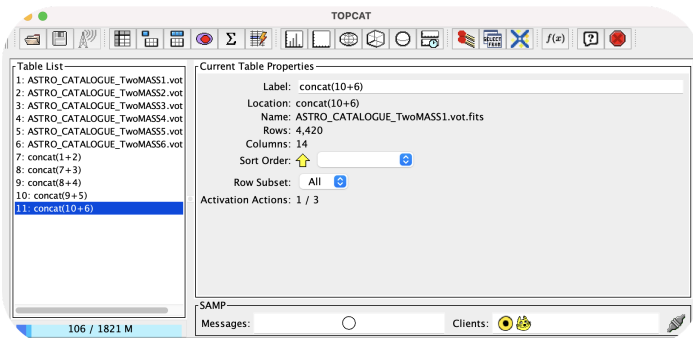 TOPCAT
SELECT
FROM
f(x)
Table List
1: ASTRO_CATALOGUE_TwoMASS1.vot
2: ASTRO_CATALOGUE_TwoMASS2.vot
3: ASTRO_CATALOGUE_TwoMASS3.vot
4: ASTRO_CATALOGUE_TwoMASS4.vot
5: ASTRO_CATALOGUE_TwoMASS5.vot
6: ASTRO_CATALOGUE_TwoMASS6.vot
7: concat(1+2)
8: concat(7+3)
9: concat(8+4)
10: concat(9+5)
11: concat(10+6)
106 / 1821 M
Current Table Properties
Label: concat(10+6)
Location: concat(10+6)
Name: ASTRO_CATALOGUE_TwoMASS1.vot.fits
Rows: 4,420
Columns: 14
Sort Order:
Row Subset: All
Activation Actions: 1 / 3
SAMP
Messages: Clients: